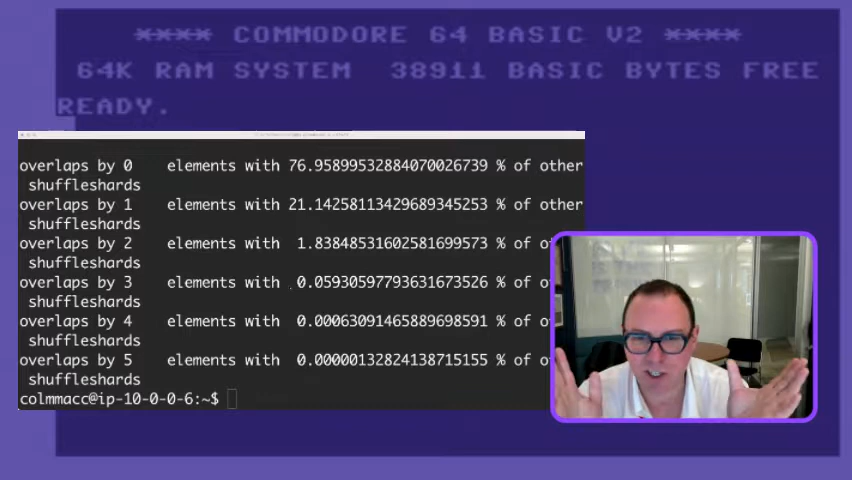 **** COMMODORE 64 BASIC V2 ****
64K RAM SYSTEM 38911 BASIC BYTES FREE
READY.
overlaps by 0 elements with 76.95899532884070026739 % of other
shuffleshards
overlaps by 1 elements with 21.14258113429689345253 % of other
shuffleshards
overlaps by 2 elements with 1.83848531602581699573 % of o
shuffleshards
overlaps by 3 elements with 0.05930597793631673526 % of o
shuffleshards
overlaps by 4 elements with 0.00063091465889698591 % of o
shuffleshards
overlaps by 5 elements with 0.00000132824138715155 % of o
shuffleshards
colmmacc@ip-10-0-0-6:~$